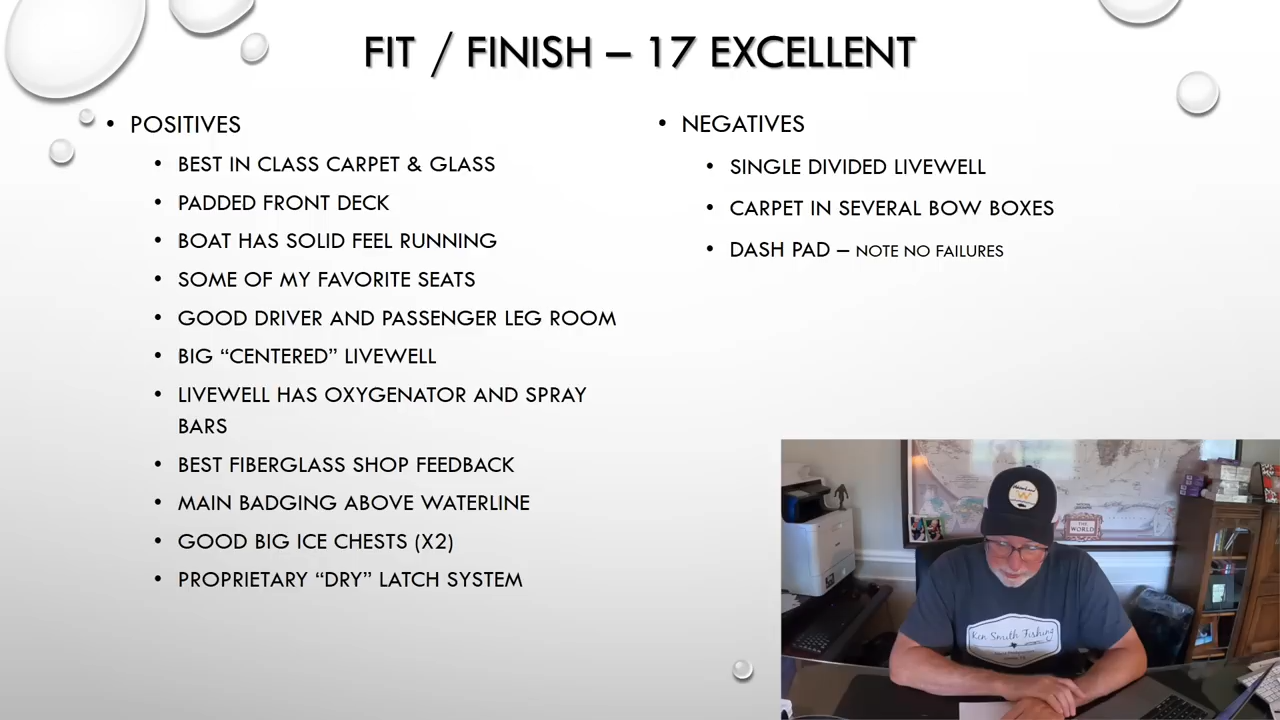 FIT / FINISH – 17 EXCELLENT
• POSITIVES
• BEST IN CLASS CARPET & GLASS
• PADDED FRONT DECK
• BOAT HAS SOLID FEEL RUNNING
• SOME OF MY FAVORITE SEATS
• GOOD DRIVER AND PASSENGER LEG ROOM
• BIG “CENTERED” LIVEWELL
• LIVEWELL HAS OXYGENATOR AND SPRAY
BARS
• BEST FIBERGLASS SHOP FEEDBACK
• MAIN BADGING ABOVE WATERLINE
• GOOD BIG ICE CHESTS (X2)
• PROPRIETARY “DRY” LATCH SYSTEM
• NEGATIVES
• SINGLE DIVIDED LIVEWELL
• CARPET IN SEVERAL BOW BOXES
• DASH PAD – NOTE NO FAILURES
THE WORLD
Ken Smith Fishing